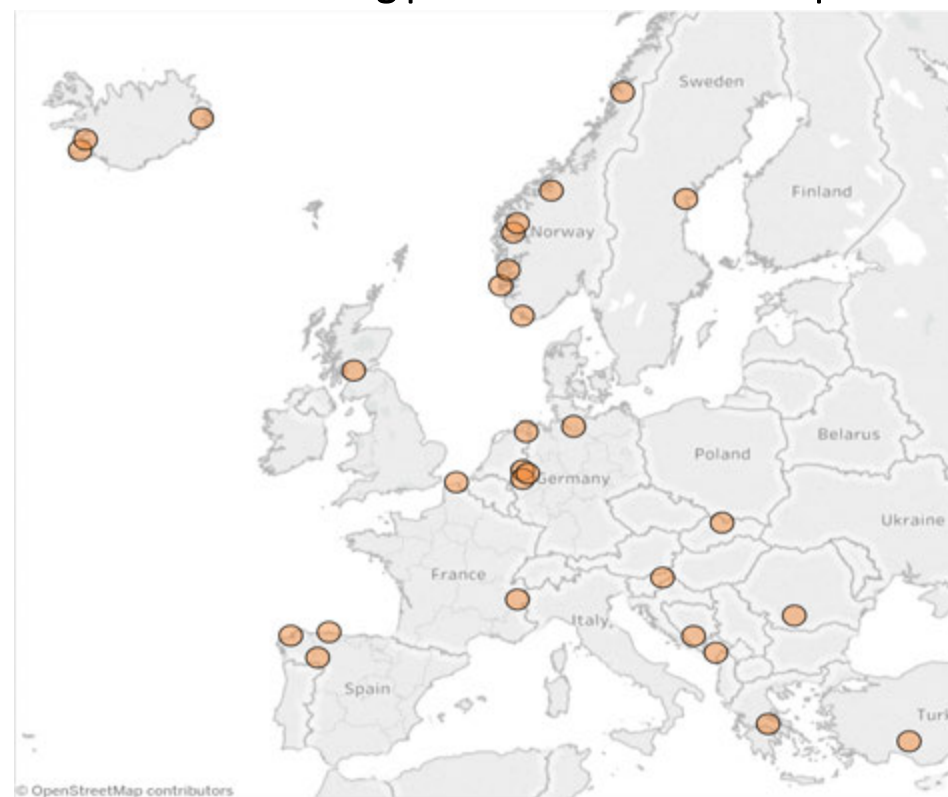 Sweden
Finland
Norway
Belarus
Poland
Germany
Ukraine
France
Italy
Spain
© OpenStreetMap contributors